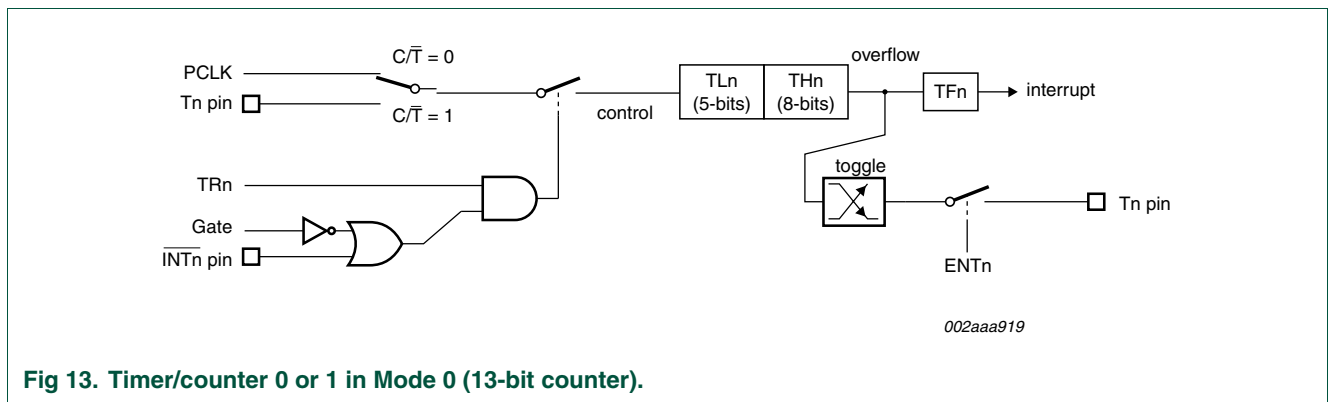 C/T̅ = 0
PCLK
Tn pin
C/T̅ = 1
TRn
Gate
I̅N̅T̅n̅ pin
control
TLn
(5-bits)
THn
(8-bits)
overflow
TFn
interrupt
toggle
Tn pin
ENTn
002aaa919
Fig 13. Timer/counter 0 or 1 in Mode 0 (13-bit counter).